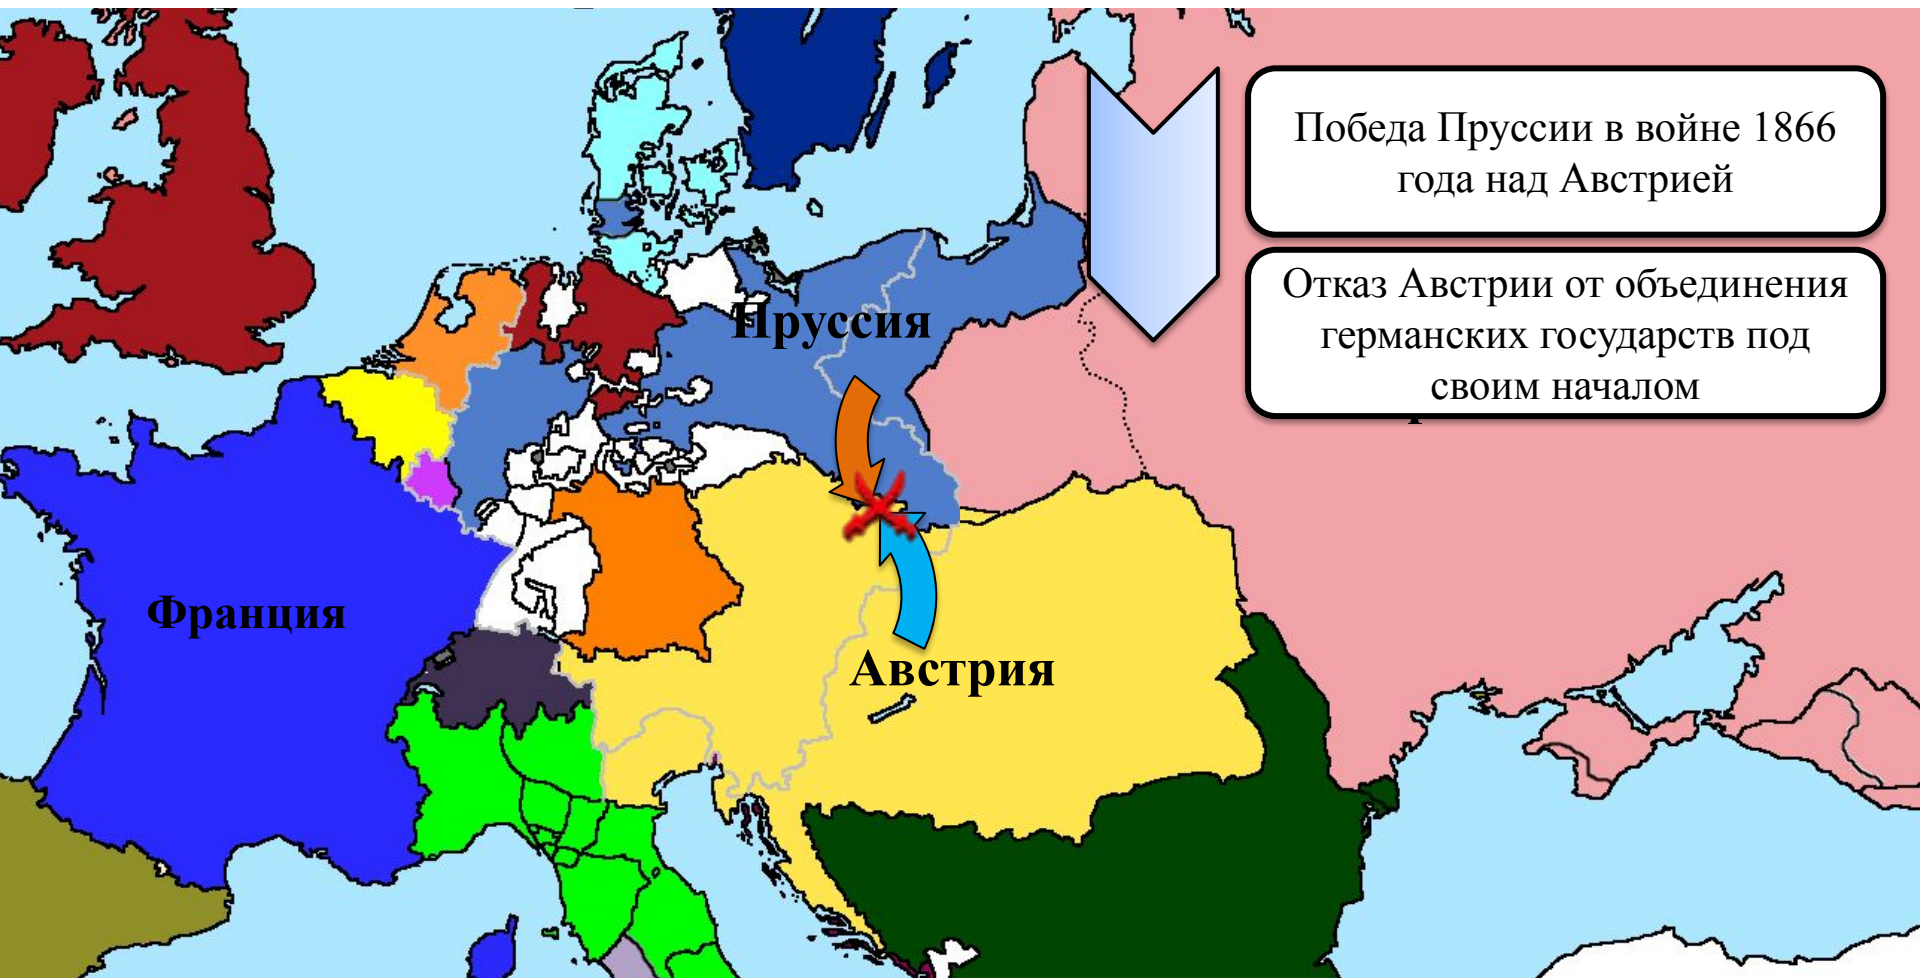 Победа Пруссии в войне 1866
года над Австрией
Отказ Австрии от объединения
германских государств под
своим началом
Пруссия
Франция
Австрия